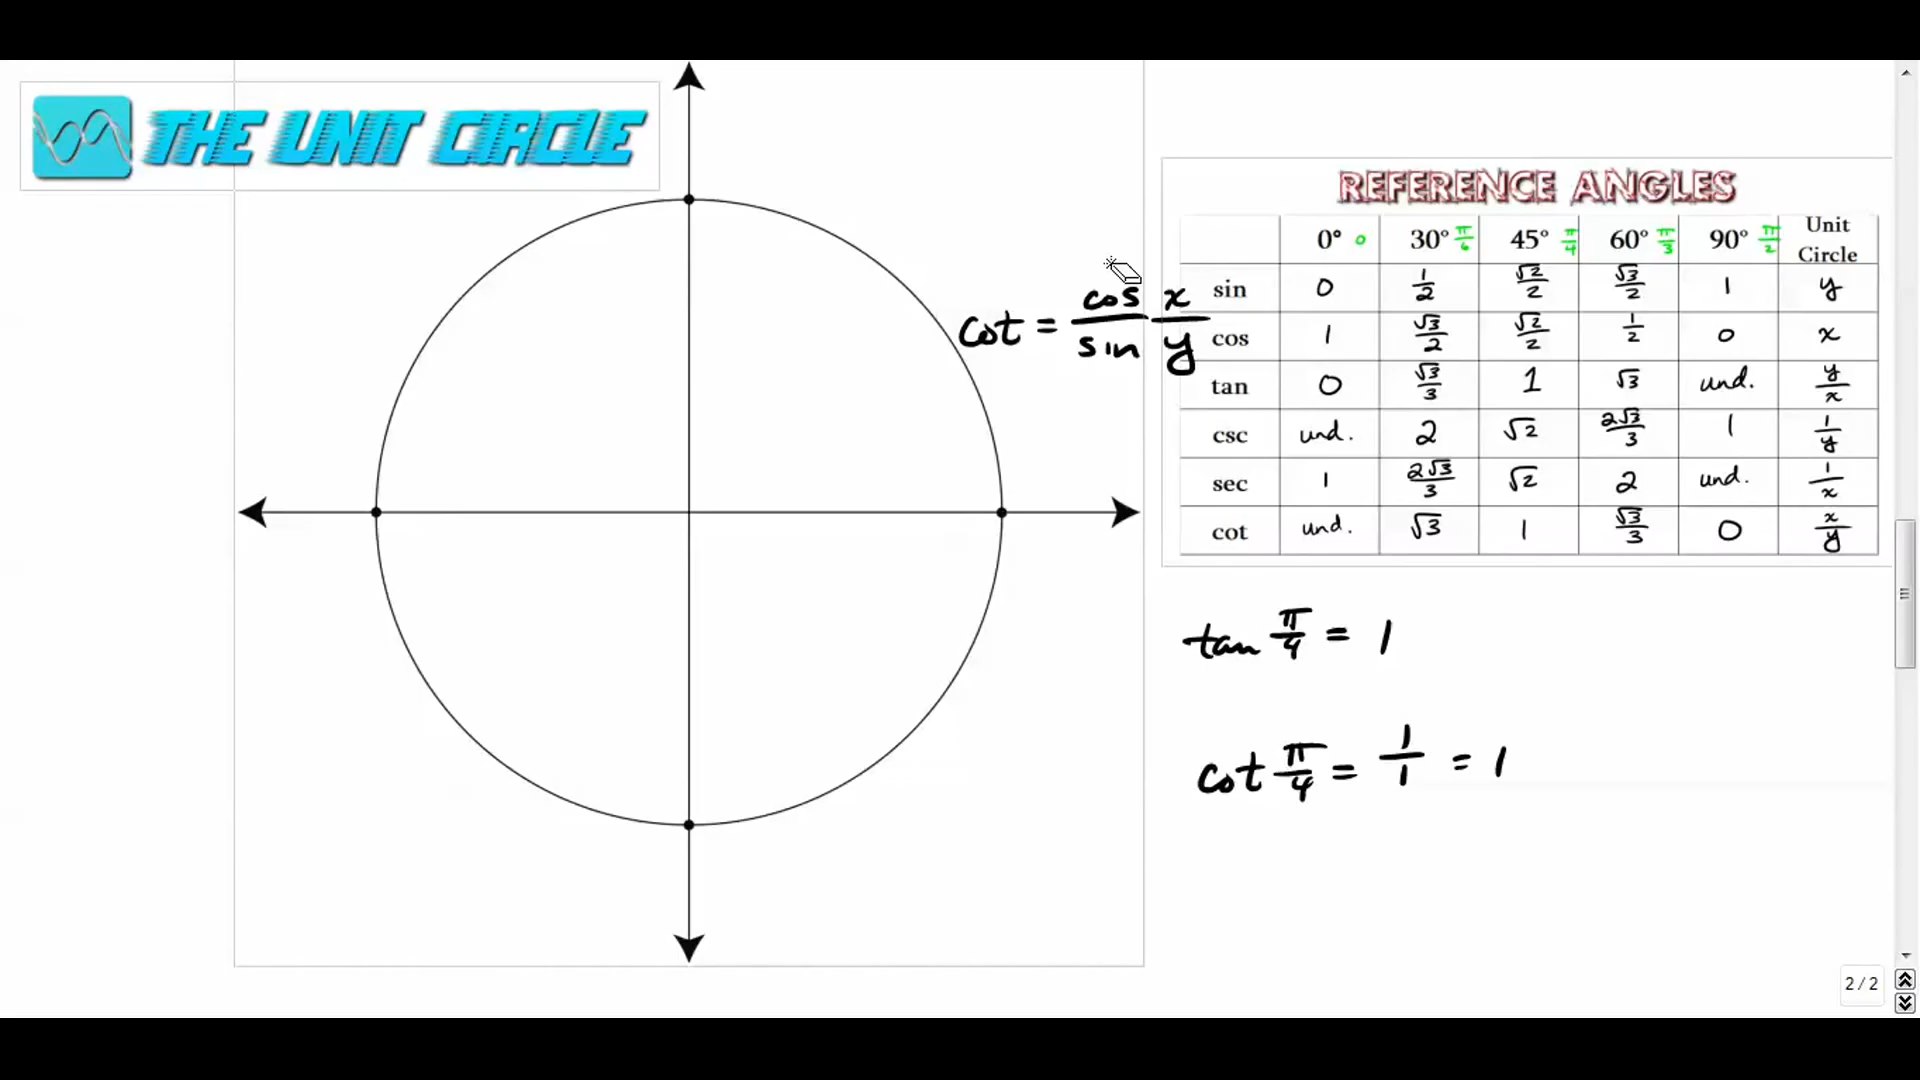 THE UNIT CIRCLE
REFERENCE ANGLES
0° 0 30° π/6 45° π/4 60° π/3 90° π/2 Unit Circle
sin 0 1/2 √2/2 √3/2 1 y
cos 1 √3/2 √2/2 1/2 0 x
tan 0 √3/3 1 √3 und. y/x
csc und. 2 √2 2√3/3 1 1/y
sec 1 2√3/3 √2 2 und. 1/x
cot und. √3 1 √3/3 0 x/y
cot = cos/sin x/y
tan π/4 = 1
cot π/4 = 1/1 = 1
2 / 2